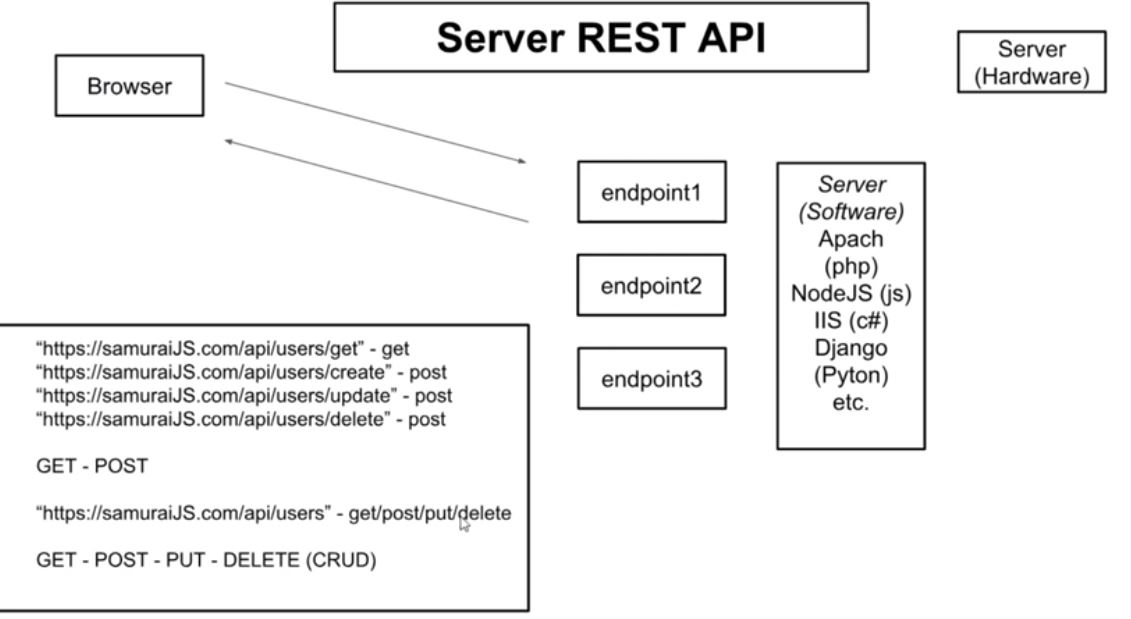 Server REST API
Browser
Server
(Hardware)
endpoint1
endpoint2
endpoint3
Server
(Software)
Apach
(php)
NodeJS (js)
IIS (c#)
Django
(Pyton)
etc.
“https://samuraiJS.com/api/users/get” - get
“https://samuraiJS.com/api/users/create” - post
“https://samuraiJS.com/api/users/update” - post
“https://samuraiJS.com/api/users/delete” - post
GET - POST
“https://samuraiJS.com/api/users” - get/post/put/delete
GET - POST - PUT - DELETE (CRUD)